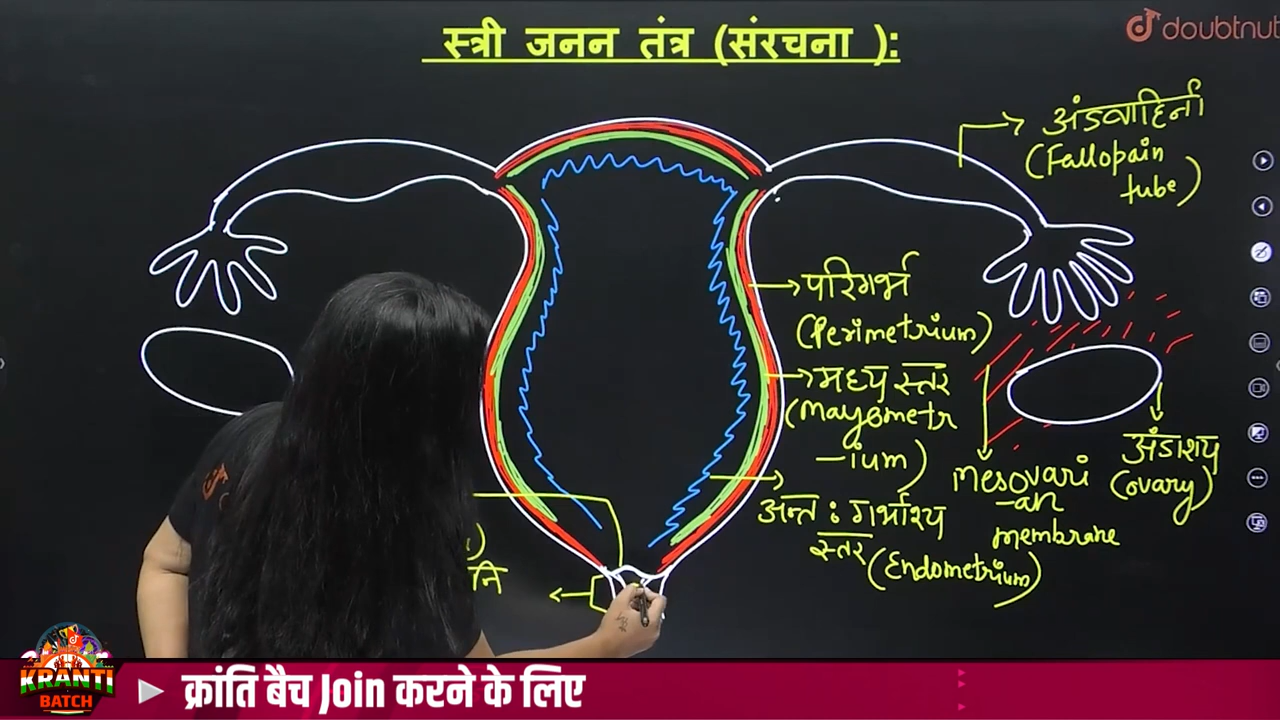 स्त्री जनन तंत्र (संरचना ):
doubtnut
अंडवाहिनी
(Fallopain
tube)
परिगर्भ
(Perimetrium)
मध्य स्तर
(Mayometr
-ium)
अन्त : गर्भाश्य
स्तर
(Endometrium)
mesovari
-an
membrane
अंडाशय
(ovary)
नि
KRANTI
BATCH
क्रांति बैच Join करने के लिए